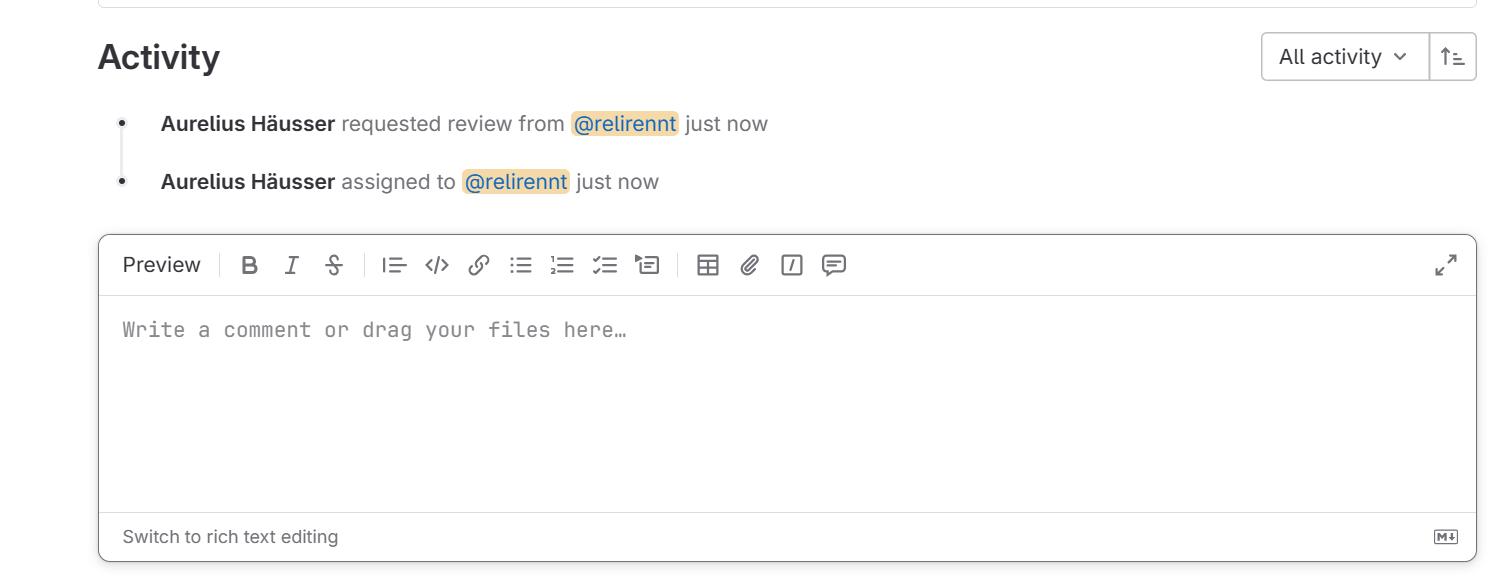 Activity
All activity
Aurelius Häusser requested review from @relirennt just now
Aurelius Häusser assigned to @relirennt just now
Preview
Write a comment or drag your files here…
Switch to rich text editing